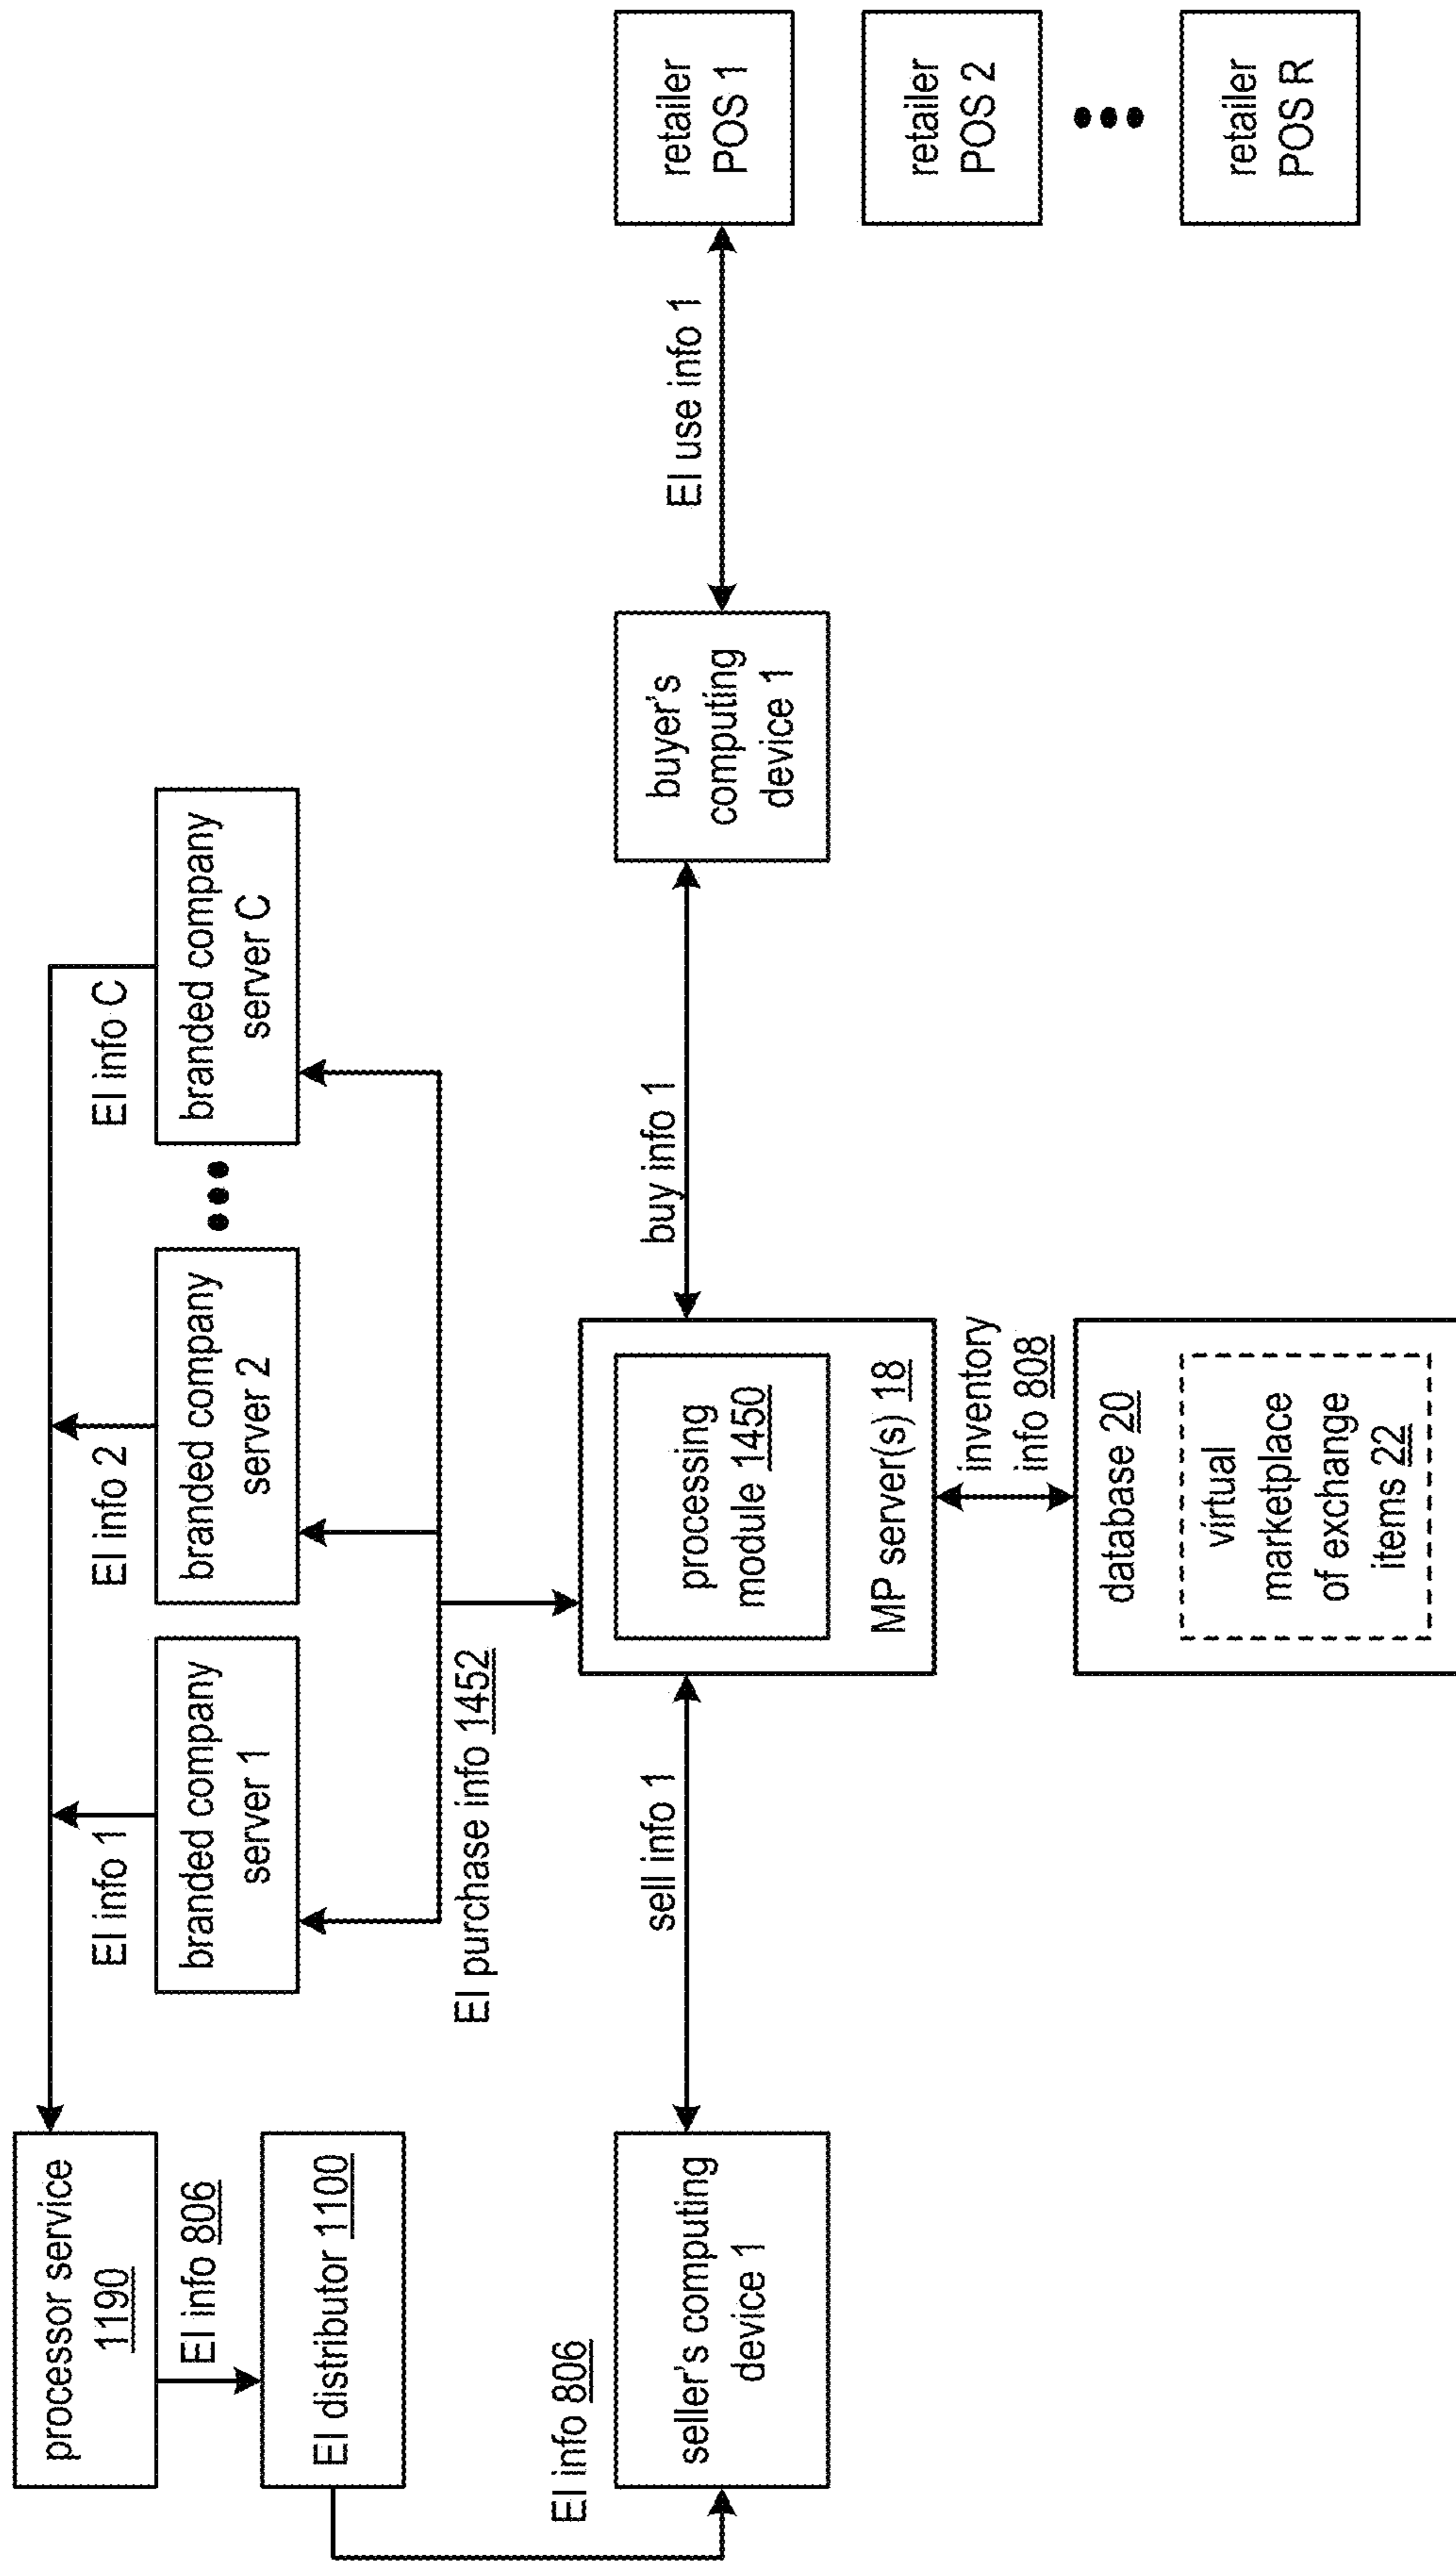 processor service
1190
EI info 806
EI distributor 1100
EI info 806
seller's computing
device 1
EI info 1
EI info 2
EI info C
branded company
server 1
branded company
server 2
branded company
server C
EI purchase info 1452
sell info 1
processing
module 1450
MP server(s) 18
inventory
info 808
database 20
virtual
marketplace
of exchange
items 22
buy info 1
buyer's
computing
device 1
EI use info 1
retailer
POS 1
retailer
POS 2
retailer
POS R